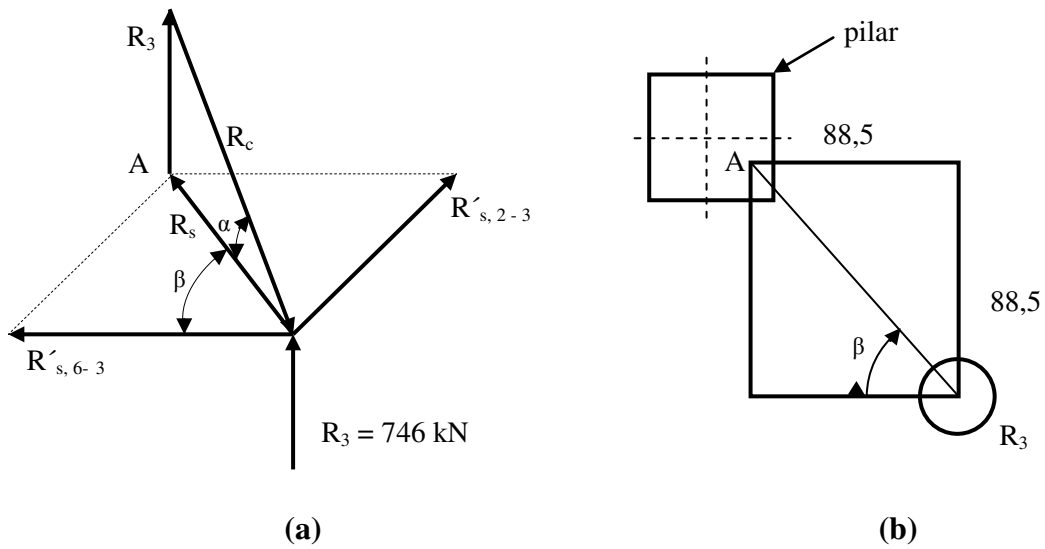 R3
A
Rc
Rs
α
β
R´s, 2 - 3
R´s, 6- 3
R3 = 746 kN
(a)
pilar
88,5
A
88,5
β
R3
(b)